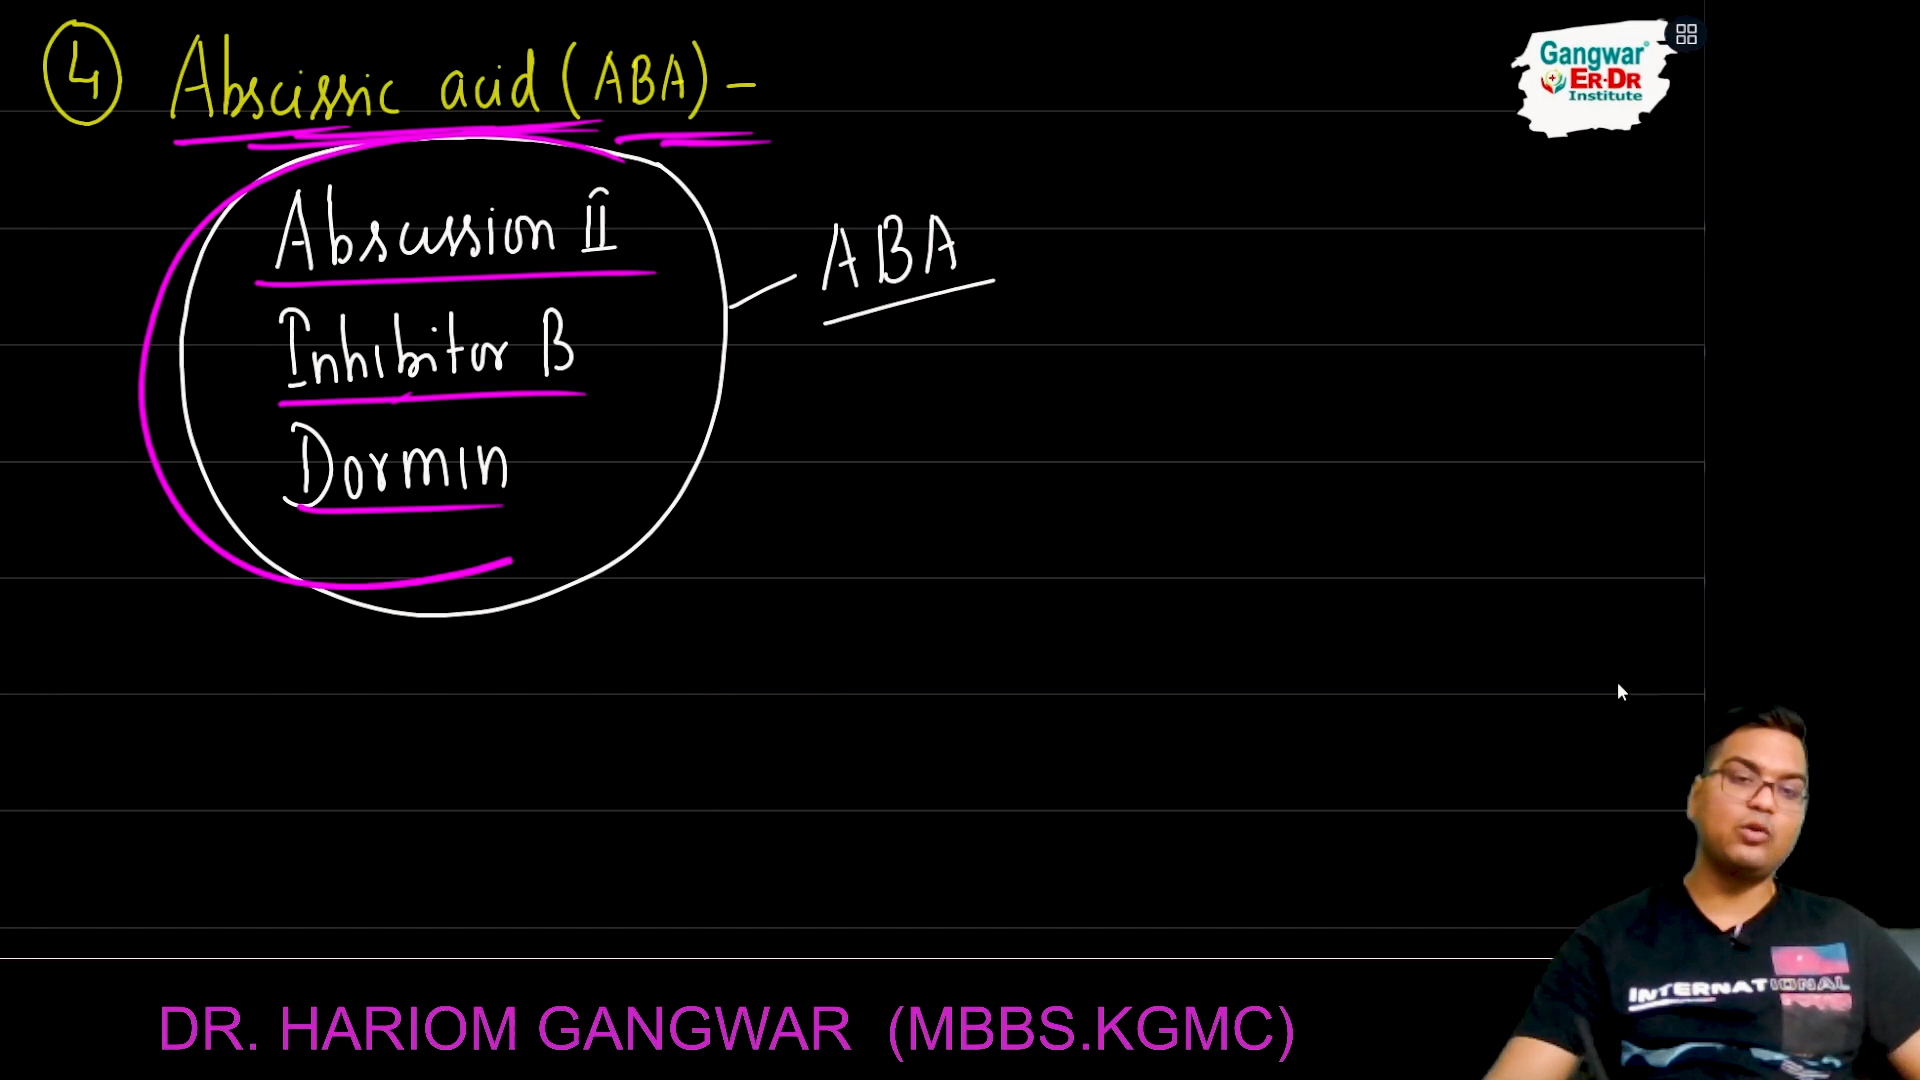 4 Abscissic acid (ABA) -
Gangwar
ER-DR
Institute
Abscission II
ABA
Inhibitor B
Dormin
INTERNATIONAL
DR. HARIOM GANGWAR (MBBS.KGMC)